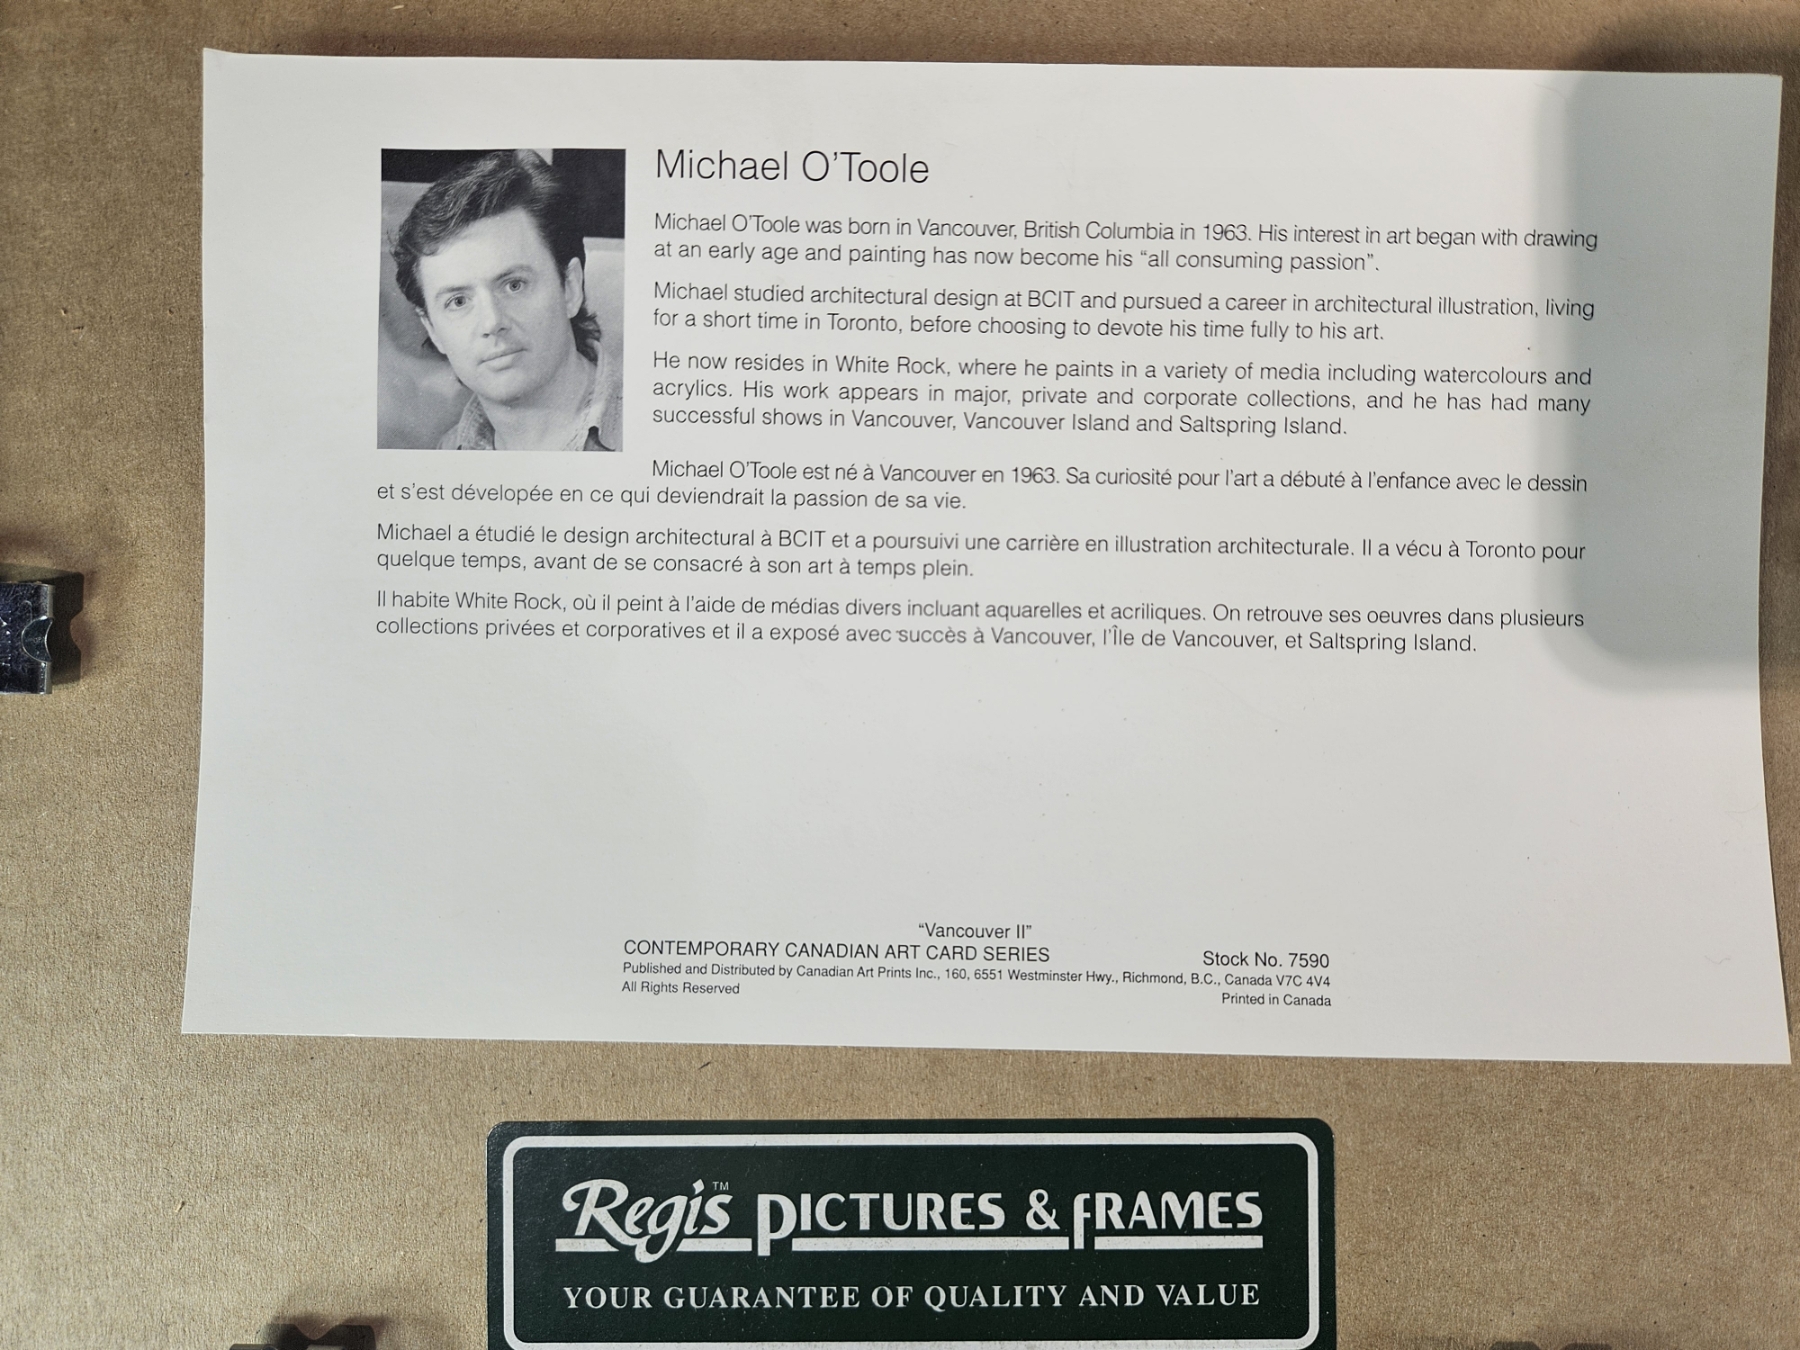 Michael O'Toole
Michael O'Toole was born in Vancouver, British Columbia in 1963. His interest in art began with drawing
at an early age and painting has now become his “all consuming passion”.
Michael studied architectural design at BCIT and pursued a career in architectural illustration, living
for a short time in Toronto, before choosing to devote his time fully to his art.
He now resides in White Rock, where he paints in a variety of media including watercolours and
acrylics. His work appears in major, private and corporate collections, and he has had many
successful shows in Vancouver, Vancouver Island and Saltspring Island.
Michael O'Toole est né à Vancouver en 1963. Sa curiosité pour l'art a débuté à l'enfance avec le dessin
et s'est dévelopée en ce qui deviendrait la passion de sa vie.
Michael a étudié le design architectural à BCIT et a poursuivi une carrière en illustration architecturale. Il a vécu à Toronto pour
quelque temps, avant de se consacré à son art à temps plein.
Il habite White Rock, où il peint à l'aide de médias divers incluant aquarelles et acriliques. On retrouve ses oeuvres dans plusieurs
collections privées et corporatives et il a exposé avec succès à Vancouver, l'Île de Vancouver, et Saltspring Island.
“Vancouver II”
CONTEMPORARY CANADIAN ART CARD SERIES Stock No. 7590
Published and Distributed by Canadian Art Prints Inc., 160, 6551 Westminster Hwy., Richmond, B.C., Canada V7C 4V4
All Rights Reserved Printed in Canada
Regis™ PICTURES & FRAMES
YOUR GUARANTEE OF QUALITY AND VALUE